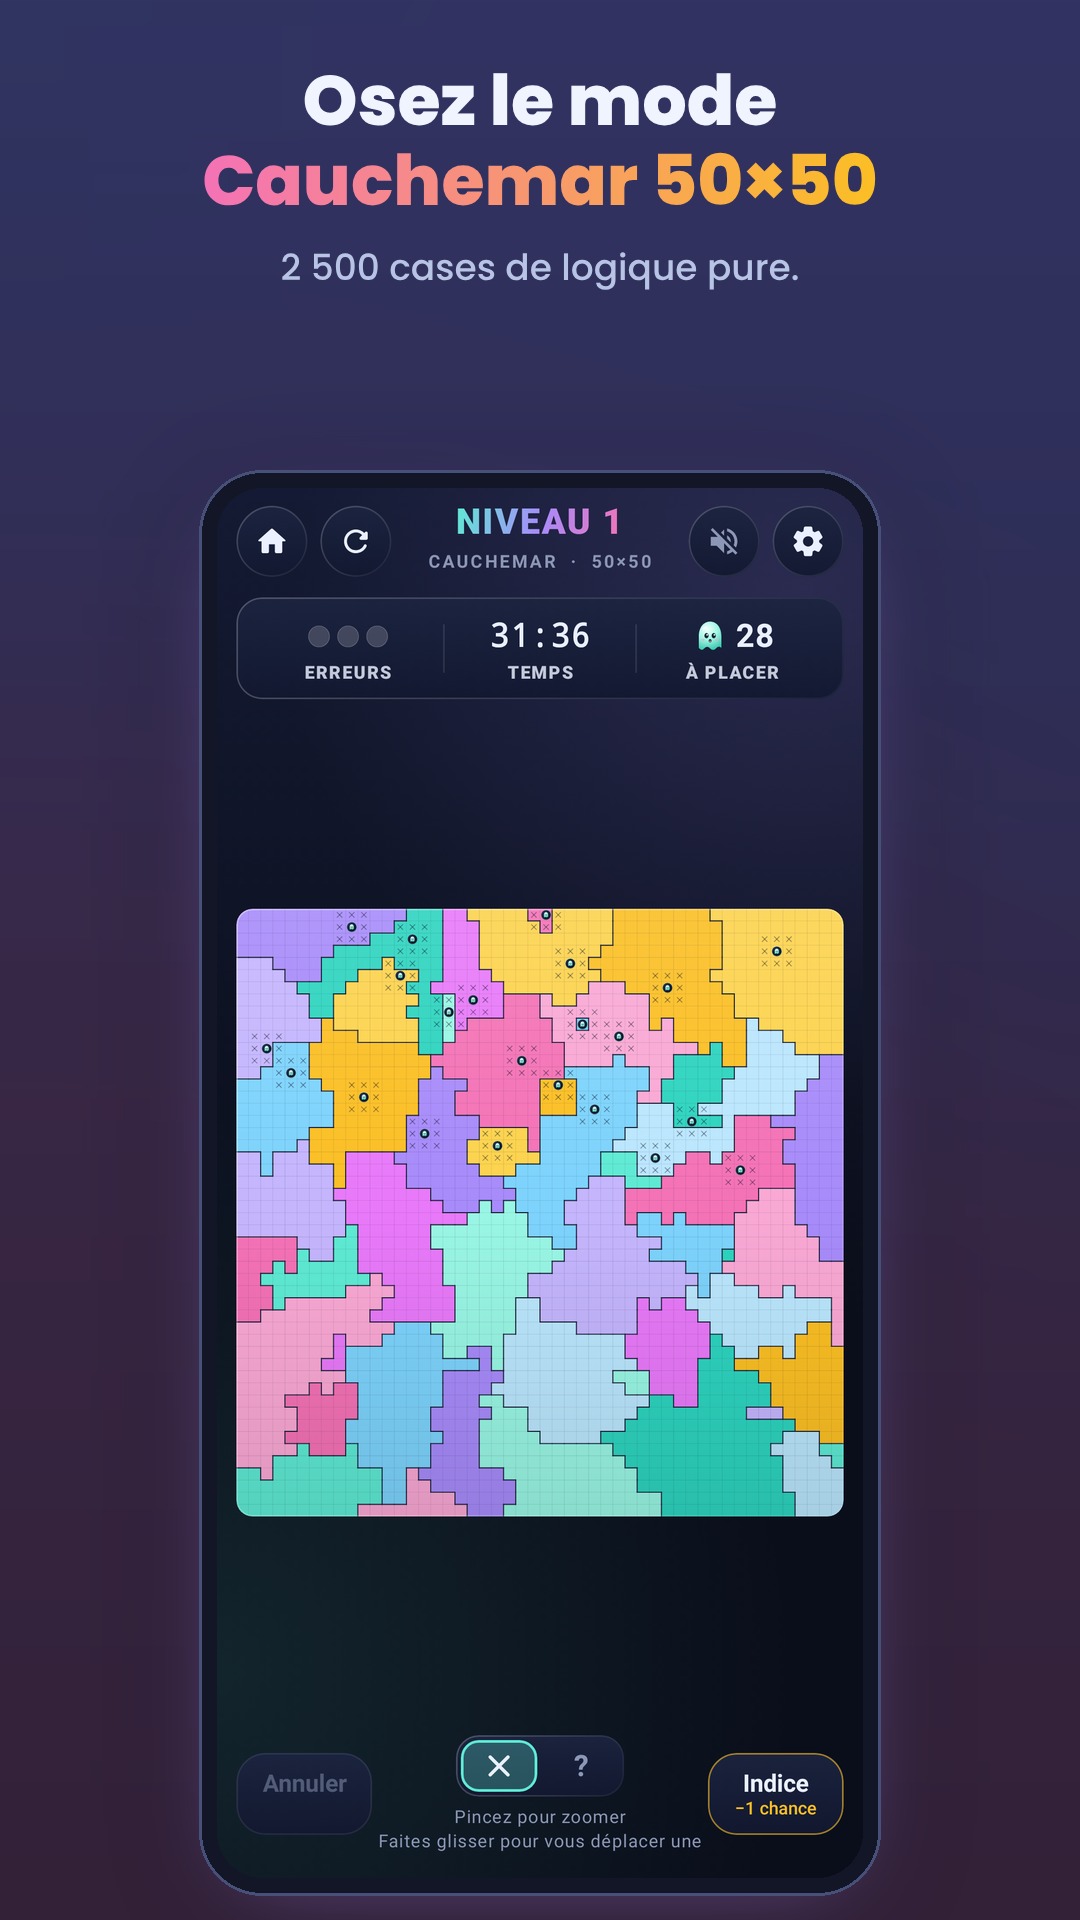 Osez le mode
Cauchemar 50×50
2 500 cases de logique pure.
NIVEAU 1
CAUCHEMAR · 50×50
31:36
28
ERREURS
TEMPS
À PLACER
Annuler
?
Indice
−1 chance
Pincez pour zoomer
Faites glisser pour vous déplacer une